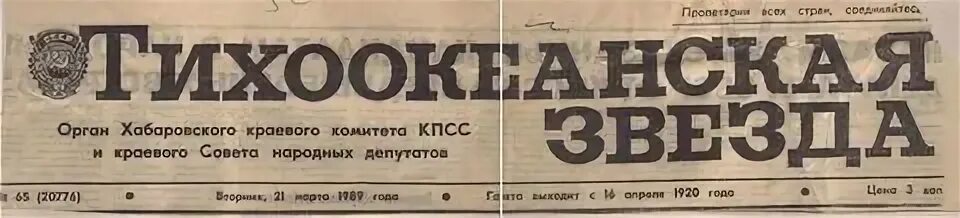 Пролетарии всех стран, соединяйтесь
ТИХООКЕАНСКАЯ
ЗВЕЗДА
Орган Хабаровского краевого комитета КПСС
и краевого Совета народных депутатов
65 (20776) • Вторник, 21 марта 1989 года • Газета выходит с 16 апреля 1920 года • Цена 3 коп